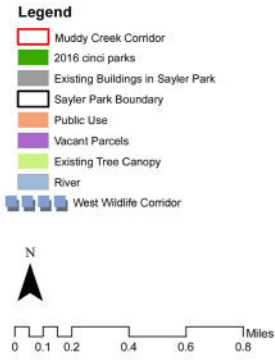 Legend
Muddy Creek Corridor
2016 cinci parks
Existing Buildings in Sayler Park
Sayler Park Boundary
Public Use
Vacant Parcels
Existing Tree Canopy
River
West Wildlife Corridor
N
Miles
0 0.1 0.2 0.4 0.6 0.8